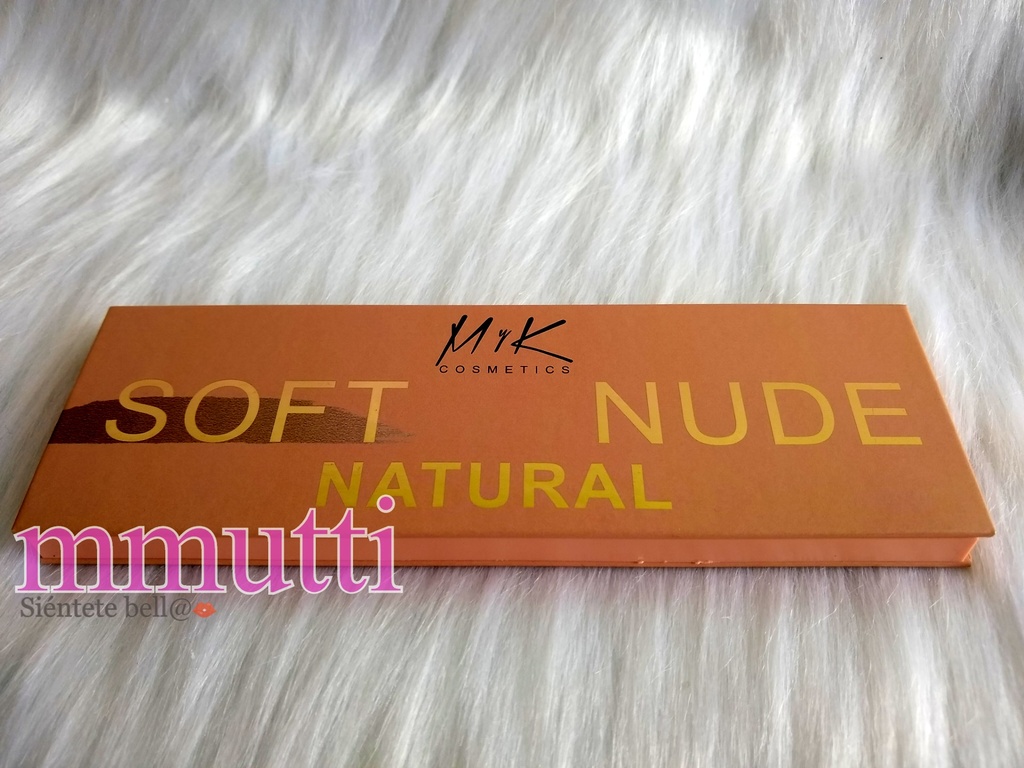 MyK
COSMETICS
SOFT NUDE
NATURAL
mmutti
Siéntete bell@💋